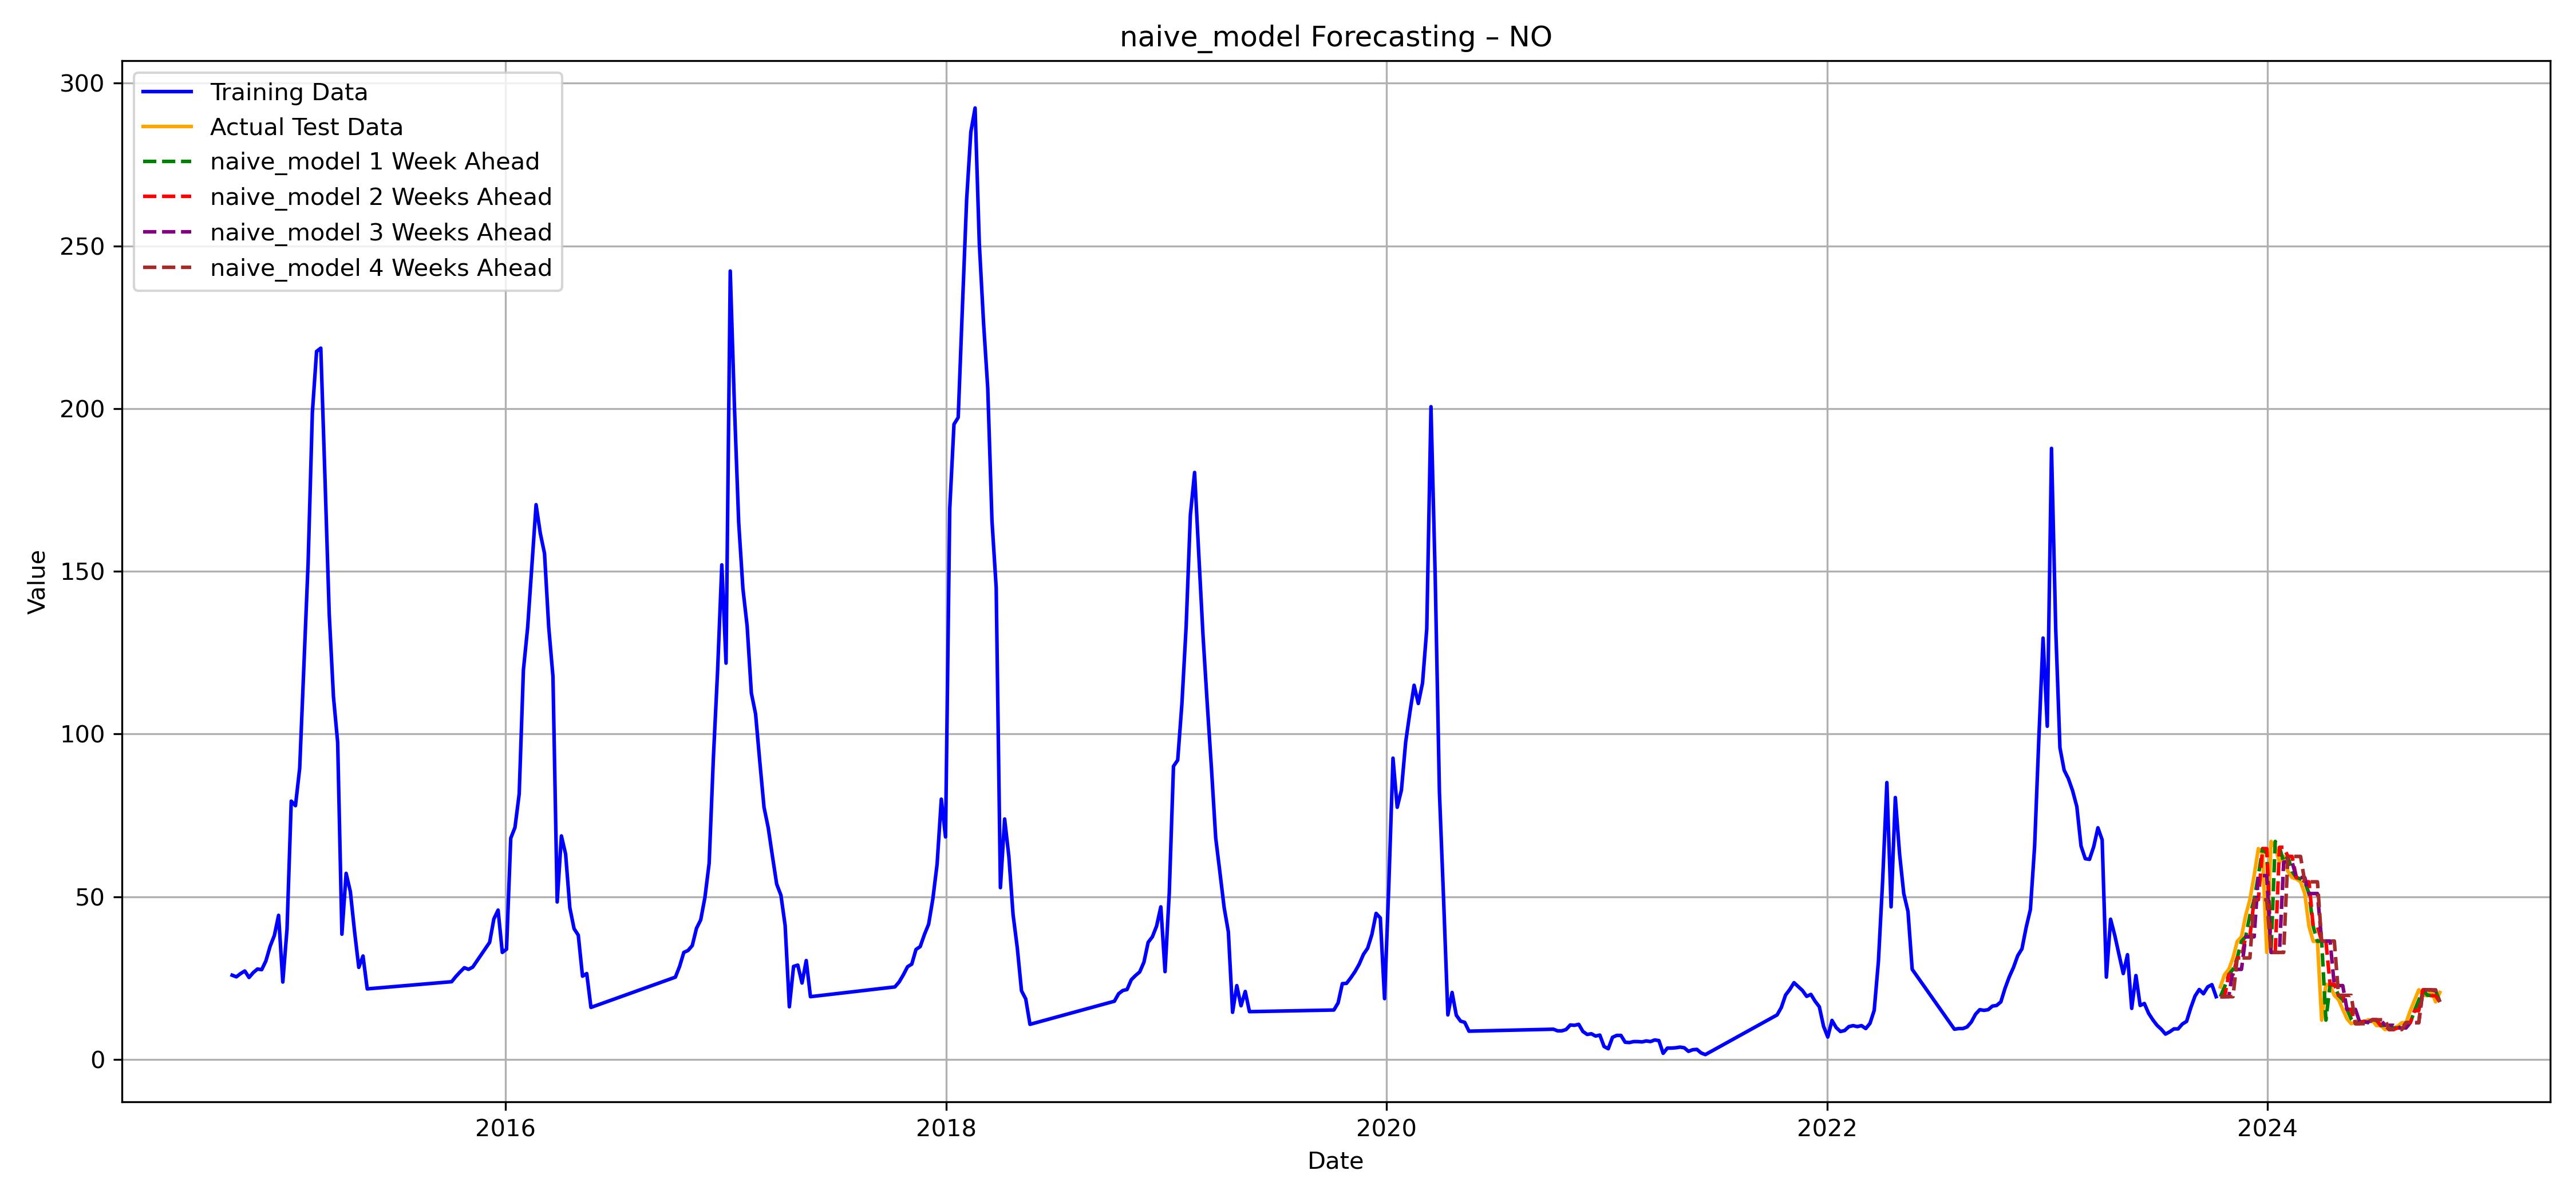 naive_model Forecasting – NO
Training Data
Actual Test Data
naive_model 1 Week Ahead
naive_model 2 Weeks Ahead
naive_model 3 Weeks Ahead
naive_model 4 Weeks Ahead
300
250
200
150
100
50
0
Value
2016 2018 2020 2022 2024
Date